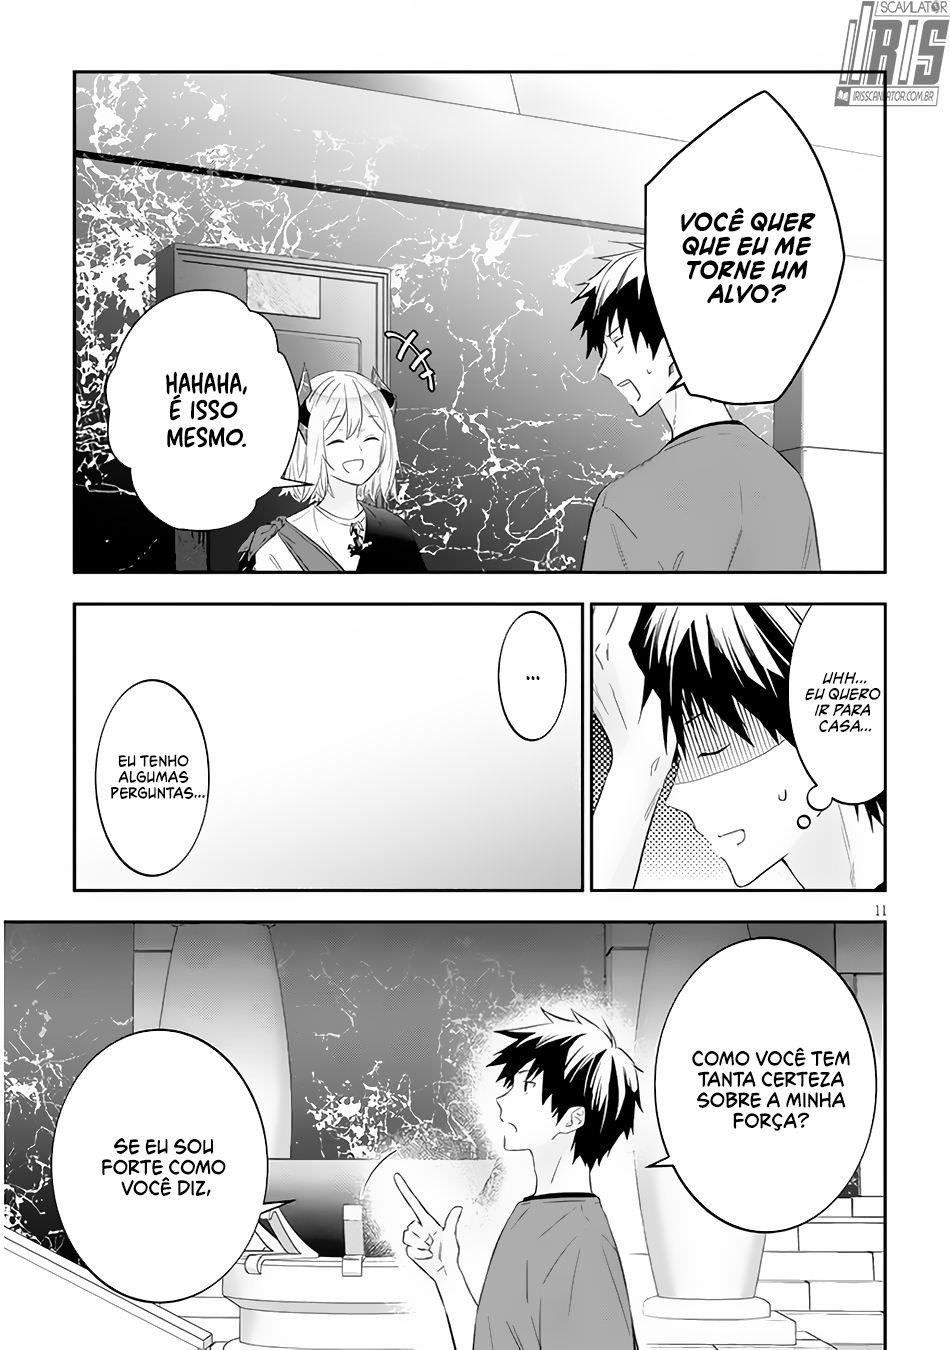 SCANLATOR
IRIS
IRISSCANLATOR.COM.BR
VOCÊ QUER
QUE EU ME
TORNE UM
ALVO?
HAHAHA,
É ISSO
MESMO.
UHH...
EU QUERO
IR PARA
CASA...
...
EU TENHO
ALGUMAS
PERGUNTAS...
11
COMO VOCÊ TEM
TANTA CERTEZA
SOBRE A MINHA
FORÇA?
SE EU SOU
FORTE COMO
VOCÊ DIZ,